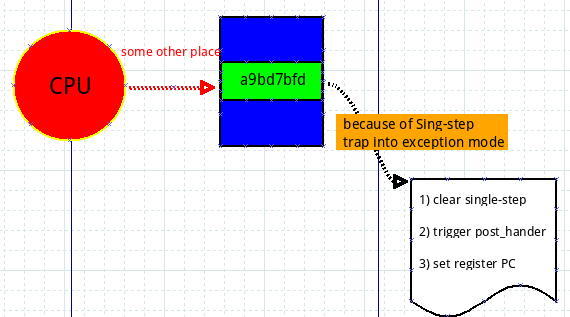 some other place
CPU
a9bd7bfd
because of Sing-step
trap into exception mode
1) clear single-step
2) trigger post_hander
3) set register PC